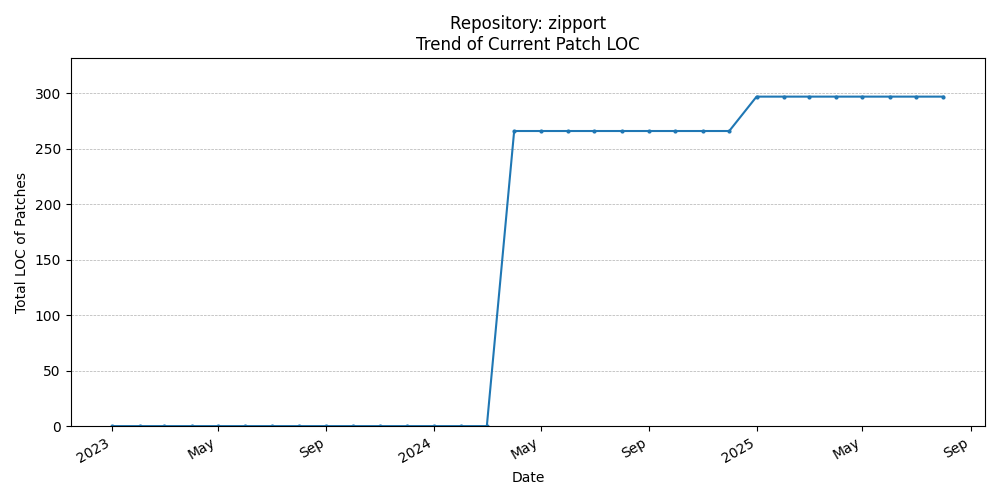 Repository: zipport
Trend of Current Patch LOC
Total LOC of Patches
300
250
200
150
100
50
0
2023
May
Sep
2024
May
Sep
2025
May
Sep
Date